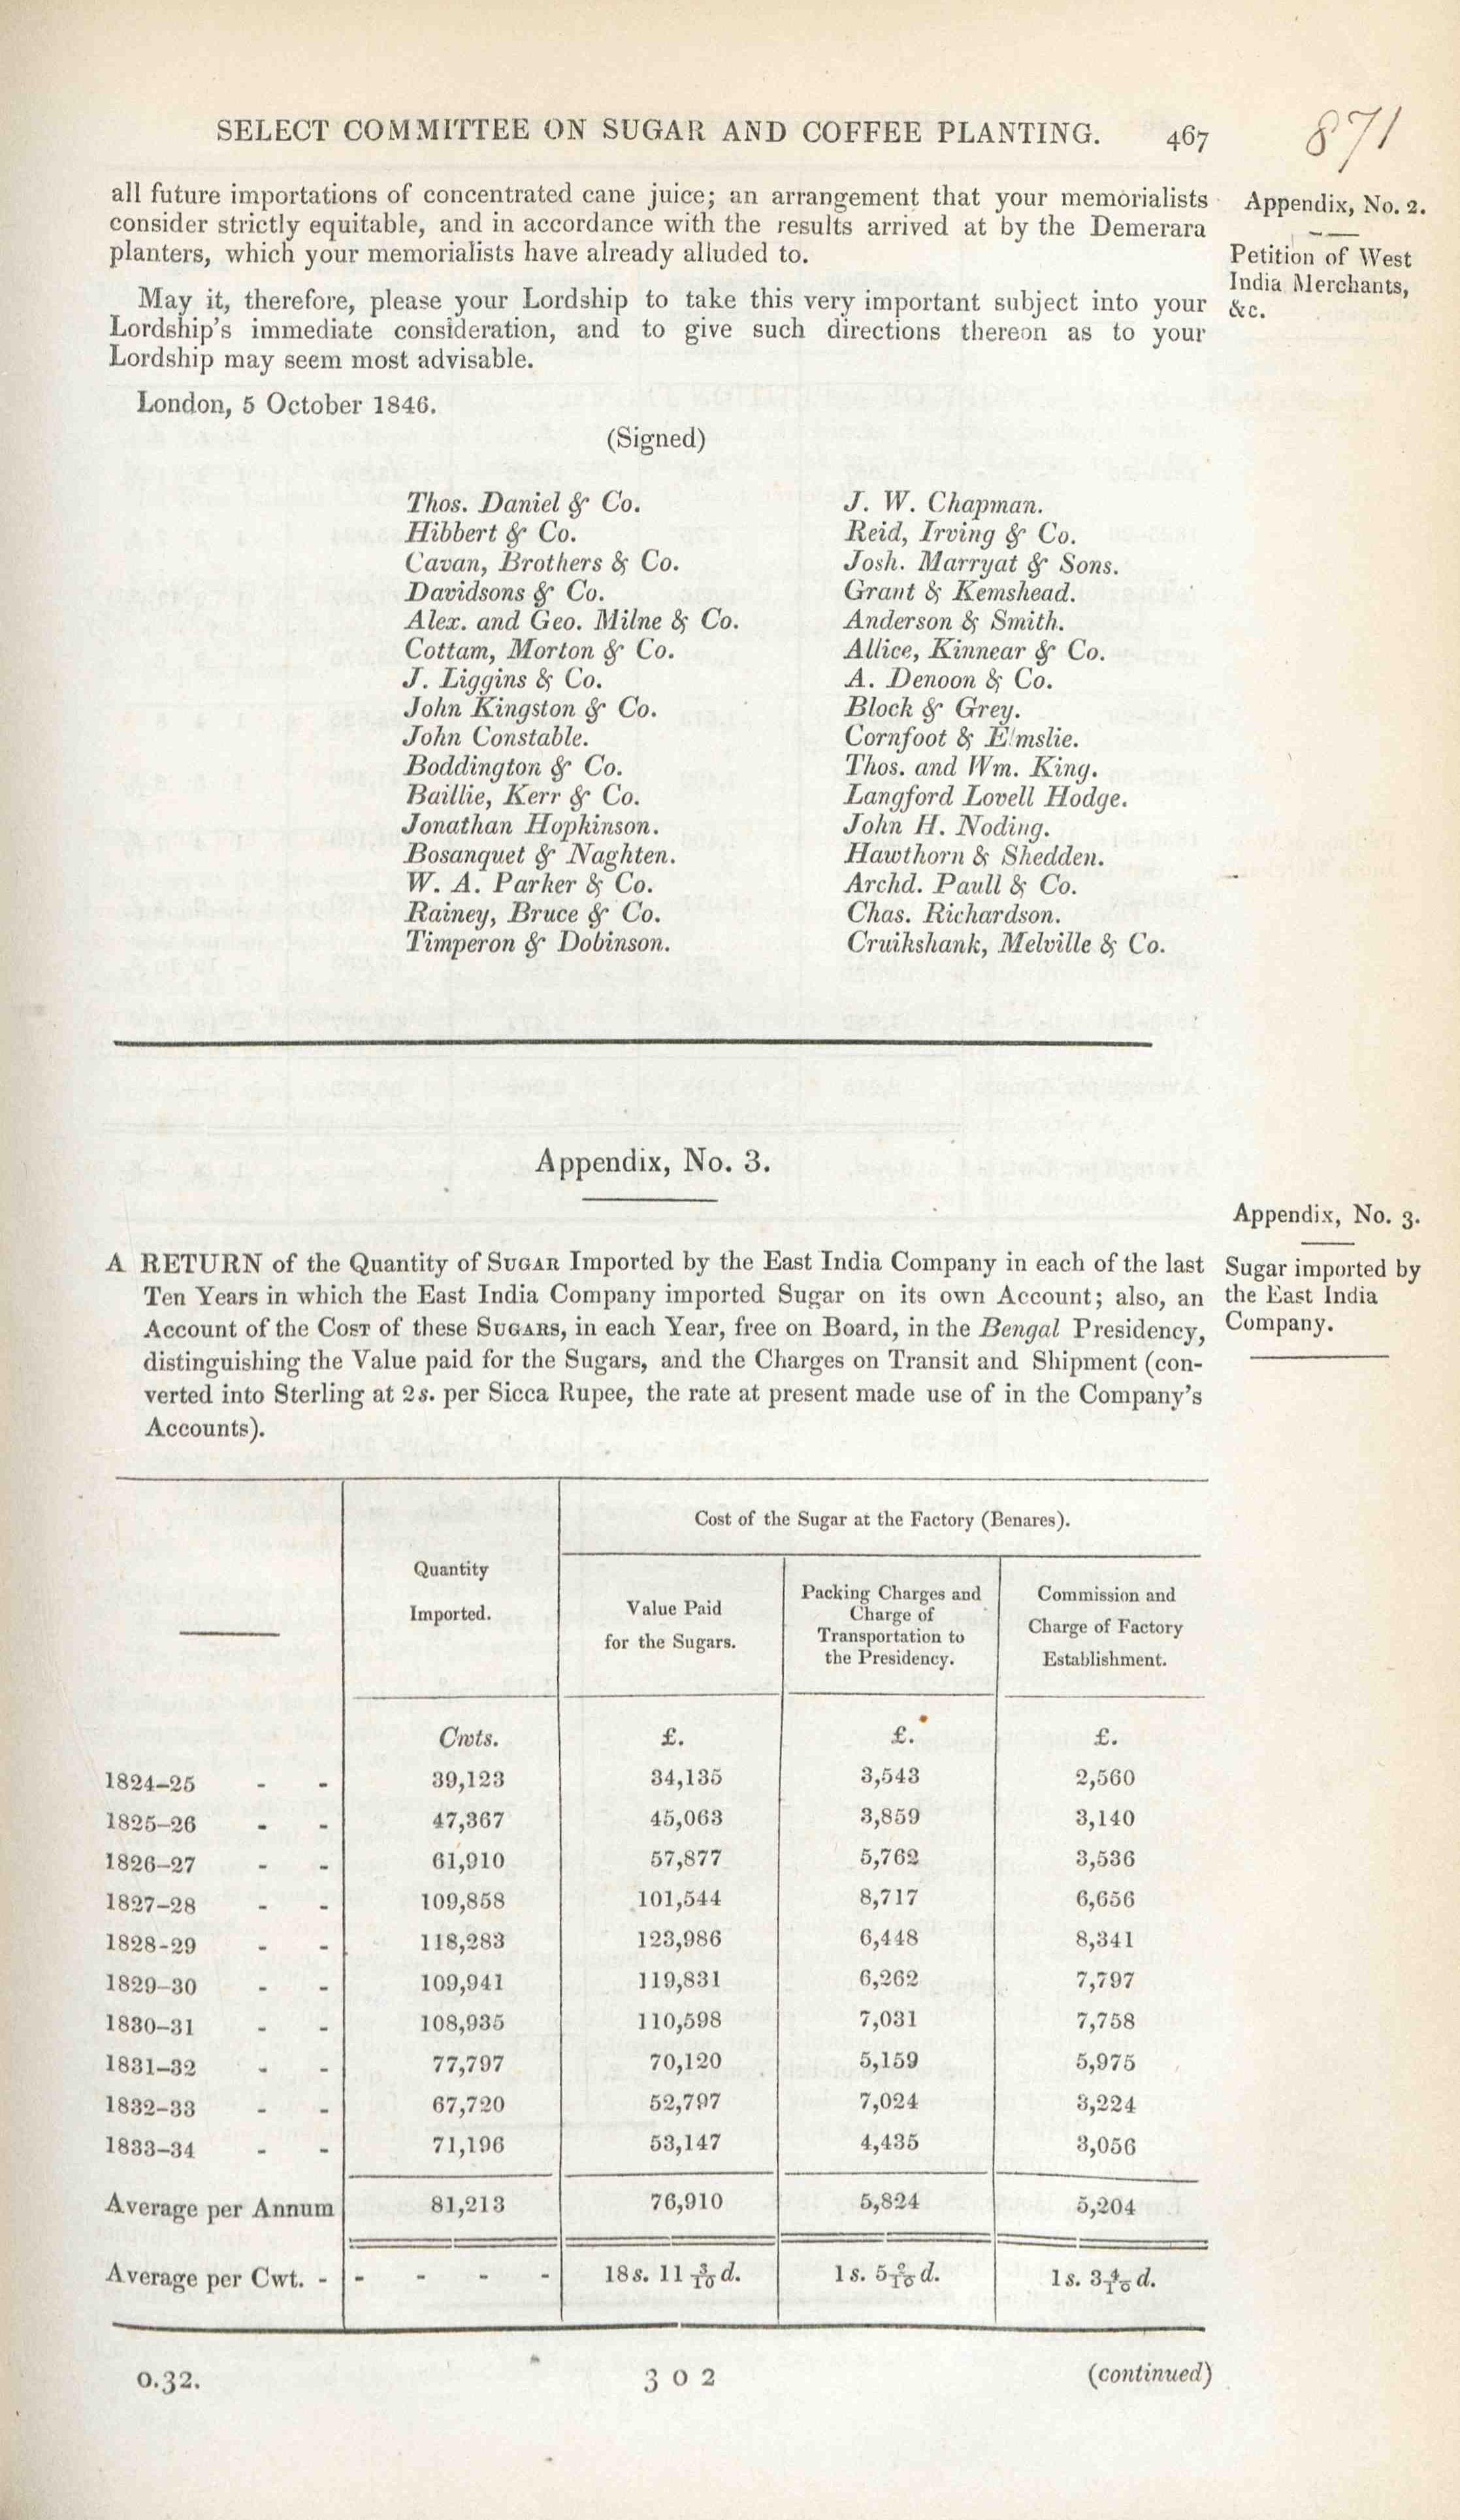 SELECT COMMITTEE ON SUGAR AND COFFEE PLANTING. 467
871
all future importations of concentrated cane juice; an arrangement that your memorialists
consider strictly equitable, and in accordance with the results arrived at by the Demerara
planters, which your memorialists have already alluded to.
Appendix, No. 2.
Petition of West
India Merchants,
&c.
May it, therefore, please your Lordship to take this very important subject into your
Lordship's immediate consideration, and to give such directions thereon as to your
Lordship may seem most advisable.
London, 5 October 1846.
(Signed)
Thos. Daniel & Co.
Hibbert & Co.
Cavan, Brothers & Co.
Davidsons & Co.
Alex. and Geo. Milne & Co.
Cottam, Morton & Co.
J. Liggins & Co.
John Kingston & Co.
John Constable.
Boddington & Co.
Baillie, Kerr & Co.
Jonathan Hopkinson.
Bosanquet & Naghten.
W. A. Parker & Co.
Rainey, Bruce & Co.
Timperon & Dobinson.
J. W. Chapman.
Reid, Irving & Co.
Josh. Marryat & Sons.
Grant & Kemshead.
Anderson & Smith.
Allice, Kinnear & Co.
A. Denoon & Co.
Block & Grey.
Cornfoot & Elmslie.
Thos. and Wm. King.
Langford Lovell Hodge.
John H. Noding.
Hawthorn & Shedden.
Archd. Paull & Co.
Chas. Richardson.
Cruikshank, Melville & Co.
Appendix, No. 3.
Appendix, No. 3.
Sugar imported by
the East India
Company.
A RETURN of the Quantity of SUGAR Imported by the East India Company in each of the last
Ten Years in which the East India Company imported Sugar on its own Account; also, an
Account of the COST of these SUGARS, in each Year, free on Board, in the Bengal Presidency,
distinguishing the Value paid for the Sugars, and the Charges on Transit and Shipment (con-
verted into Sterling at 2s. per Sicca Rupee, the rate at present made use of in the Company's
Accounts).
Cost of the Sugar at the Factory (Benares).
Quantity
Imported.
Value Paid
for the Sugars.
Packing Charges and
Charge of
Transportation to
the Presidency.
Commission and
Charge of Factory
Establishment.
Cwts. £. £. £.
1824–25 - - 39,123 34,135 3,543 2,560
1825–26 - - 47,367 45,063 3,859 3,140
1826–27 - - 61,910 57,877 5,762 3,536
1827–28 - - 109,858 101,544 8,717 6,656
1828-29 - - 118,283 123,986 6,448 8,341
1829–30 - - 109,941 119,831 6,262 7,797
1830–31 - - 108,935 110,598 7,031 7,758
1831–32 - - 77,797 70,120 5,159 5,975
1832–33 - - 67,720 52,797 7,024 3,224
1833–34 - - 71,196 53,147 4,435 3,056
Average per Annum 81,213 76,910 5,824 5,204
Average per Cwt. - - - - - 18s. 11 3/10 d. 1s. 5 2/10 d. 1s. 3 4/10 d.
0.32. 3 O 2 (continued)